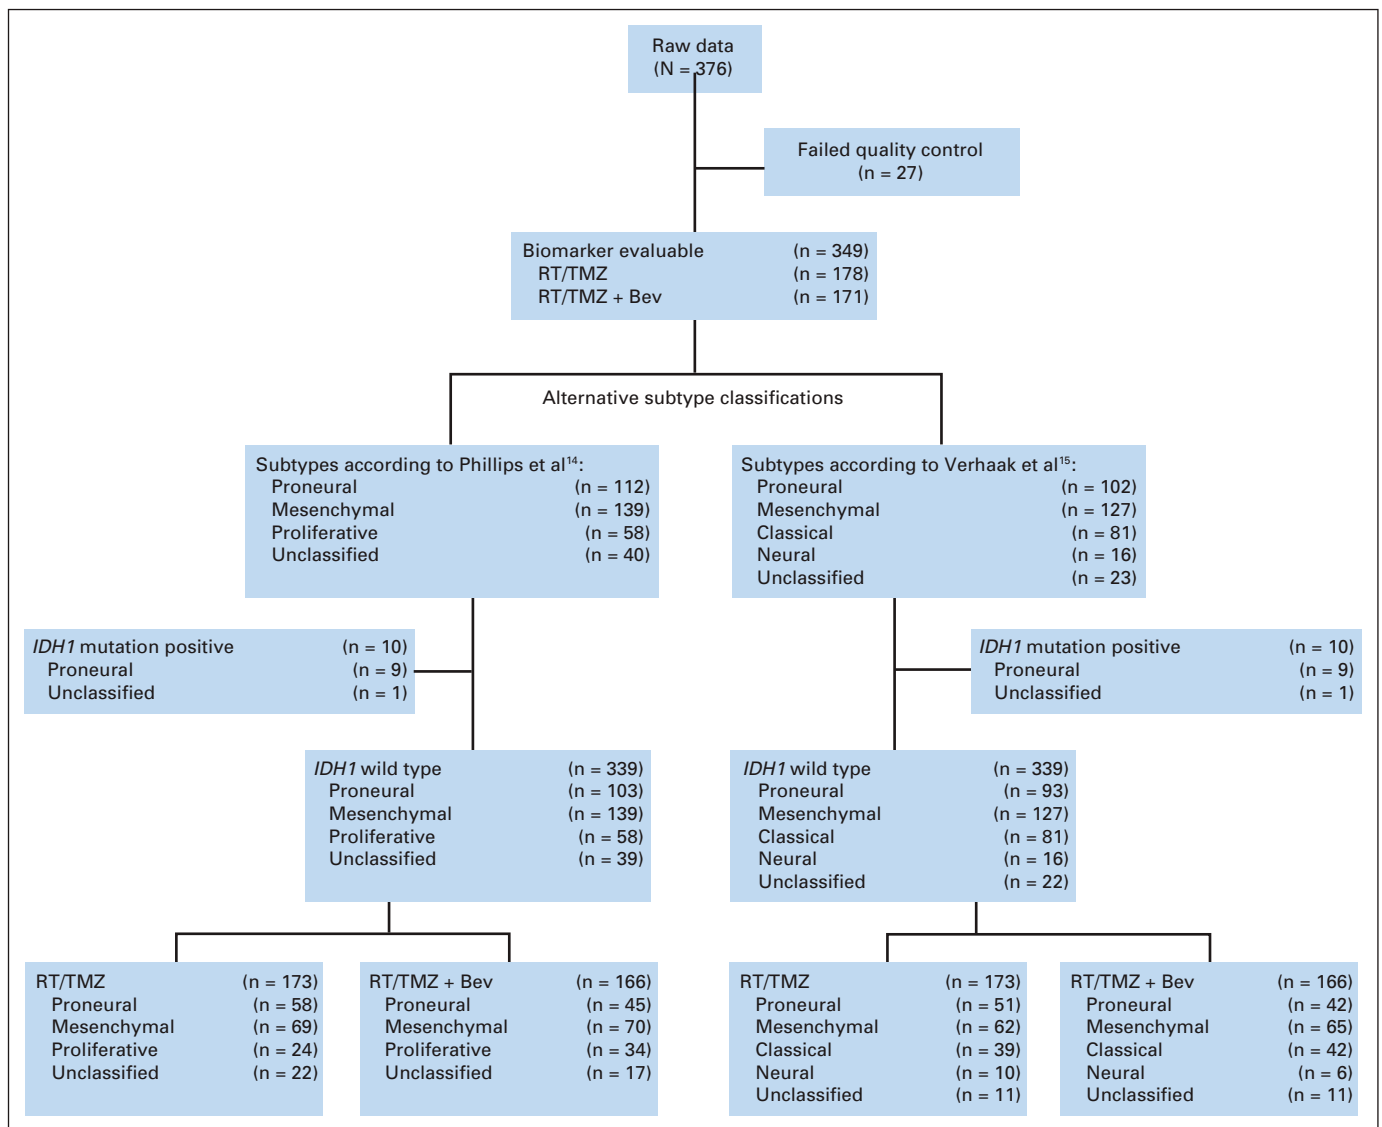 Raw data
(N = 376)
Failed quality control
(n = 27)
Biomarker evaluable (n = 349)
RT/TMZ (n = 178)
RT/TMZ + Bev (n = 171)
Alternative subtype classifications
Subtypes according to Phillips et al¹⁴:
Proneural (n = 112)
Mesenchymal (n = 139)
Proliferative (n = 58)
Unclassified (n = 40)
Subtypes according to Verhaak et al¹⁵:
Proneural (n = 102)
Mesenchymal (n = 127)
Classical (n = 81)
Neural (n = 16)
Unclassified (n = 23)
IDH1 mutation positive (n = 10)
Proneural (n = 9)
Unclassified (n = 1)
IDH1 mutation positive (n = 10)
Proneural (n = 9)
Unclassified (n = 1)
IDH1 wild type (n = 339)
Proneural (n = 103)
Mesenchymal (n = 139)
Proliferative (n = 58)
Unclassified (n = 39)
IDH1 wild type (n = 339)
Proneural (n = 93)
Mesenchymal (n = 127)
Classical (n = 81)
Neural (n = 16)
Unclassified (n = 22)
RT/TMZ (n = 173)
Proneural (n = 58)
Mesenchymal (n = 69)
Proliferative (n = 24)
Unclassified (n = 22)
RT/TMZ + Bev (n = 166)
Proneural (n = 45)
Mesenchymal (n = 70)
Proliferative (n = 34)
Unclassified (n = 17)
RT/TMZ (n = 173)
Proneural (n = 51)
Mesenchymal (n = 62)
Classical (n = 39)
Neural (n = 10)
Unclassified (n = 11)
RT/TMZ + Bev (n = 166)
Proneural (n = 42)
Mesenchymal (n = 65)
Classical (n = 42)
Neural (n = 6)
Unclassified (n = 11)